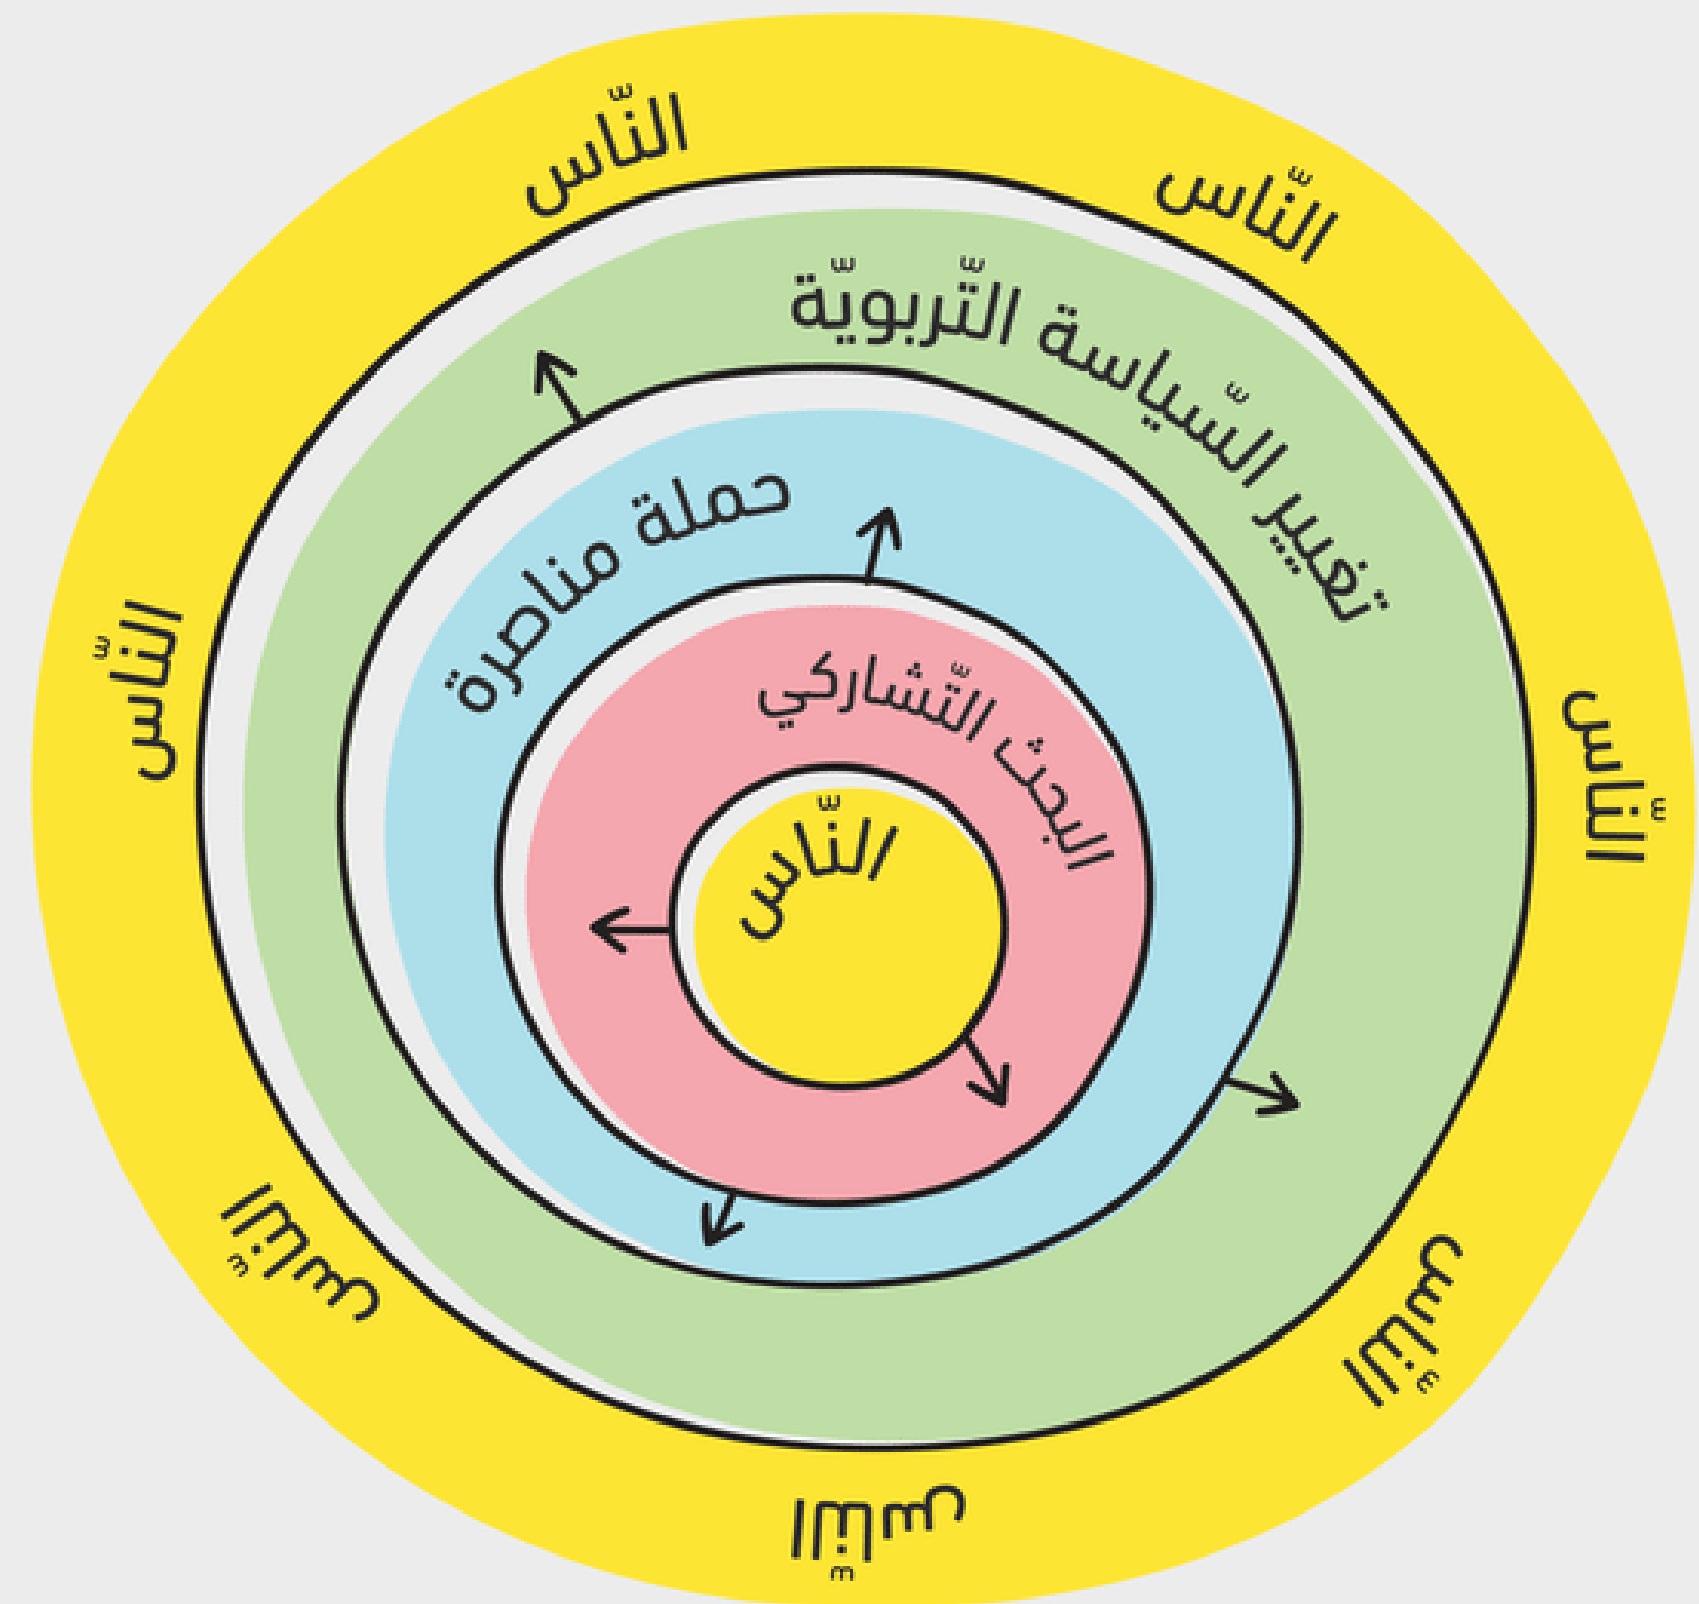 النّاس
النّاس
تغيير السّياسة التّربويّة
حملة مناصرة
البحث التّشاركي
النّاس
النّاس
النّاس
النّاس
النّاس
النّاس